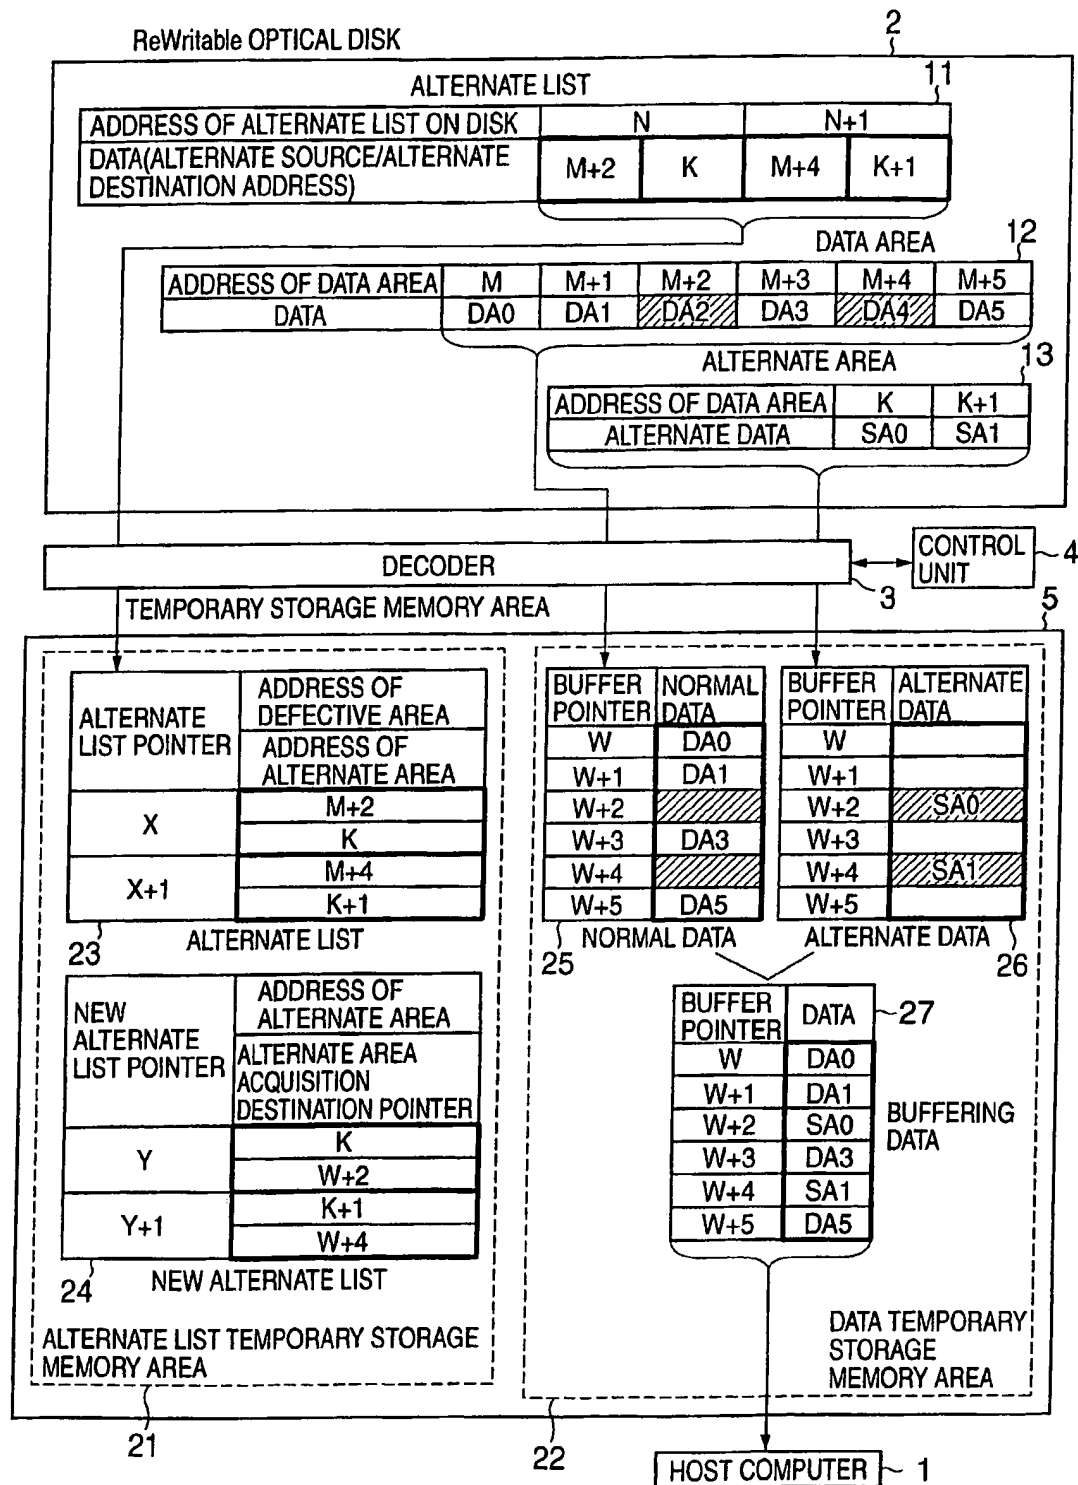 ReWritable OPTICAL DISK
2
ALTERNATE LIST
11
ADDRESS OF ALTERNATE LIST ON DISK N N+1
DATA(ALTERNATE SOURCE/ALTERNATE
DESTINATION ADDRESS) M+2 K M+4 K+1
DATA AREA
12
ADDRESS OF DATA AREA M M+1 M+2 M+3 M+4 M+5
DATA DA0 DA1 DA2 DA3 DA4 DA5
ALTERNATE AREA
13
ADDRESS OF DATA AREA K K+1
ALTERNATE DATA SA0 SA1
DECODER
3
CONTROL
UNIT
4
TEMPORARY STORAGE MEMORY AREA
5
ALTERNATE
LIST POINTER
ADDRESS OF
DEFECTIVE AREA
ADDRESS OF
ALTERNATE AREA
X
M+2
K
X+1
M+4
K+1
23
ALTERNATE LIST
NEW
ALTERNATE
LIST POINTER
ADDRESS OF
ALTERNATE AREA
ALTERNATE AREA
ACQUISITION
DESTINATION POINTER
Y
K
W+2
Y+1
K+1
W+4
24
NEW ALTERNATE LIST
ALTERNATE LIST TEMPORARY STORAGE
MEMORY AREA
21
BUFFER
POINTER
NORMAL
DATA
W DA0
W+1 DA1
W+2
W+3 DA3
W+4
W+5 DA5
25
NORMAL DATA
BUFFER
POINTER
ALTERNATE
DATA
W
W+1
W+2 SA0
W+3
W+4 SA1
W+5
ALTERNATE DATA
26
BUFFER
POINTER
DATA
27
W DA0
W+1 DA1
W+2 SA0
W+3 DA3
W+4 SA1
W+5 DA5
BUFFERING
DATA
DATA TEMPORARY
STORAGE
MEMORY AREA
22
HOST COMPUTER
1